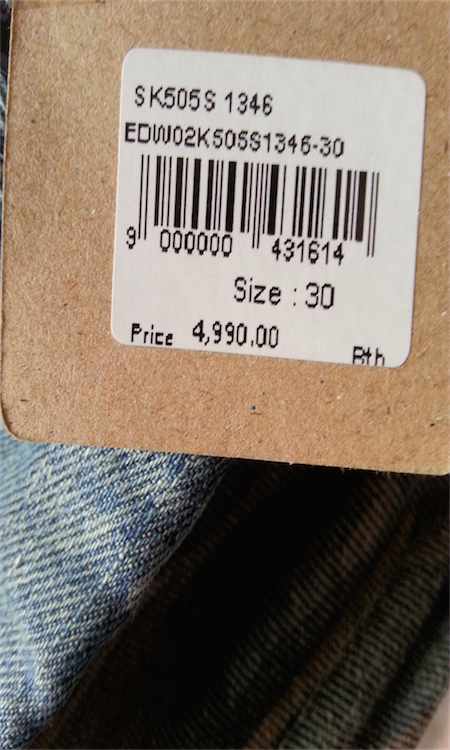 SK505S 1346
EDW02K505S1346-30
9 000000 431614
Size : 30
Price 4,990.00 Bth